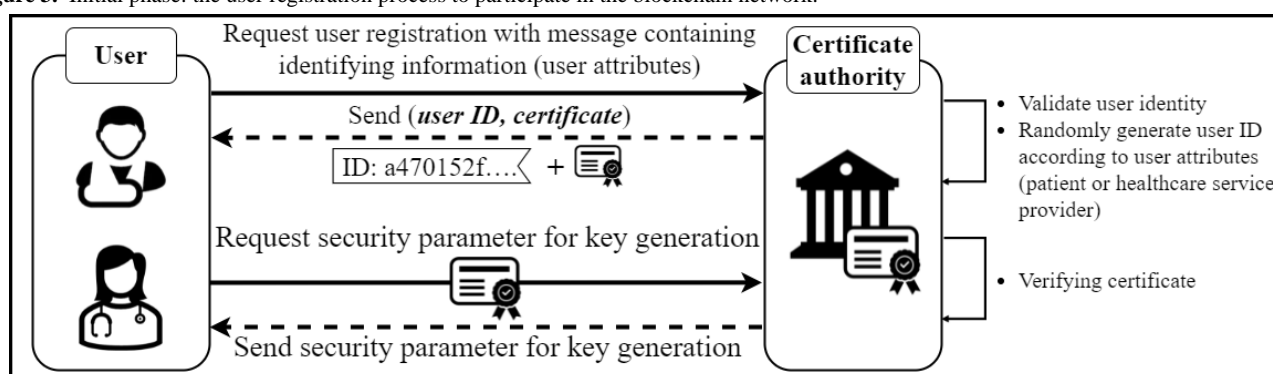 Figure 3. Initial phase: the user registration process to participate in the blockchain network.
User
Request user registration with message containing
identifying information (user attributes)
Send (user ID, certificate)
ID: a470152f.... +
Request security parameter for key generation
Send security parameter for key generation
Certificate
authority
• Validate user identity
• Randomly generate user ID
according to user attributes
(patient or healthcare service
provider)
• Verifying certificate